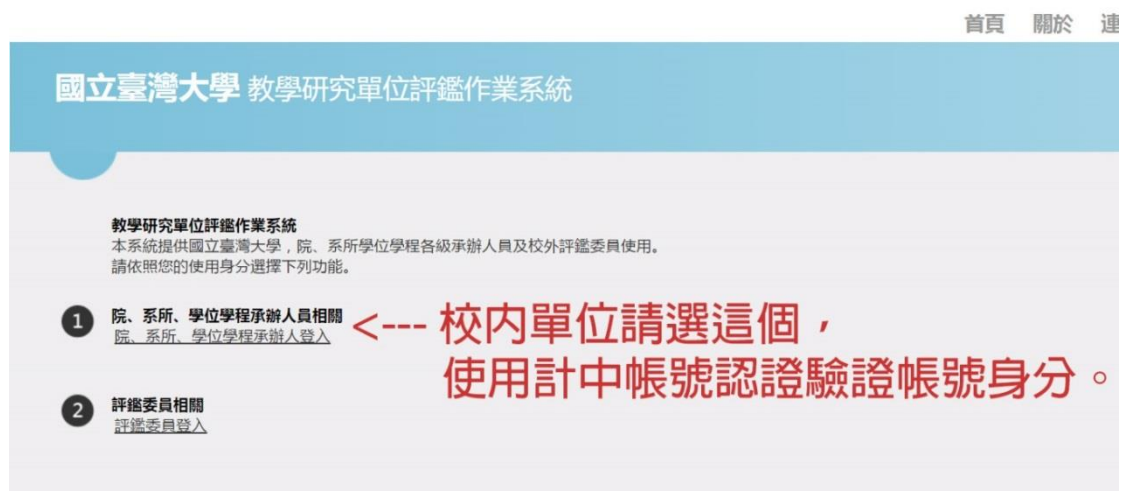 首頁 關於 連
國立臺灣大學 教學研究單位評鑑作業系統
教學研究單位評鑑作業系統
本系統提供國立臺灣大學，院、系所學位學程各級承辦人員及校外評鑑委員使用。
請依照您的使用身分選擇下列功能。
1 院、系所、學位學程承辦人員相關
院、系所、學位學程承辦人登入
<--- 校內單位請選這個，
使用計中帳號認證驗證帳號身分。
2 評鑑委員相關
評鑑委員登入